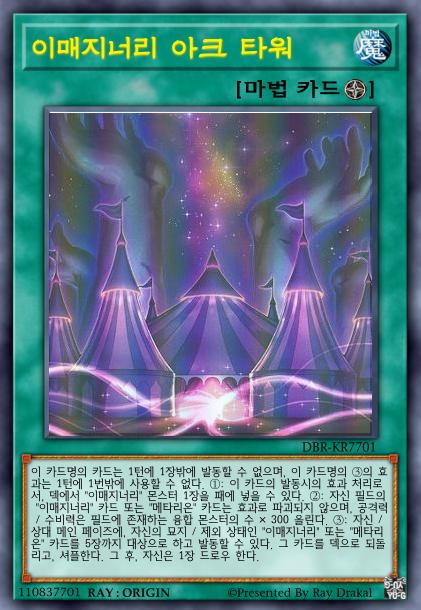 이매지너리 아크 타워
마법
魔
[마법 카드]
DBR-KR7701
이 카드명의 카드는 1턴에 1장밖에 발동할 수 없으며, 이 카드명의 ③의 효
과는 1턴에 1번밖에 사용할 수 없다. ①: 이 카드의 발동시의 효과 처리로
서, 덱에서 "이매지너리" 몬스터 1장을 패에 넣을 수 있다. ②: 자신 필드의
"이매지너리" 카드 또는 "메타리온" 카드는 효과로 파괴되지 않으며, 공격력
/ 수비력은 필드에 존재하는 융합 몬스터의 수 × 300 올린다. ③: 자신 /
상대 메인 페이즈에, 자신의 묘지 / 제외 상태인 "이매지너리" 또는 "메타리
온" 카드를 5장까지 대상으로 하고 발동할 수 있다. 그 카드를 덱으로 되돌
리고, 셔플한다. 그 후, 자신은 1장 드로우 한다.
110837701 RAY : ORIGIN ©Presented By Ray Drakal